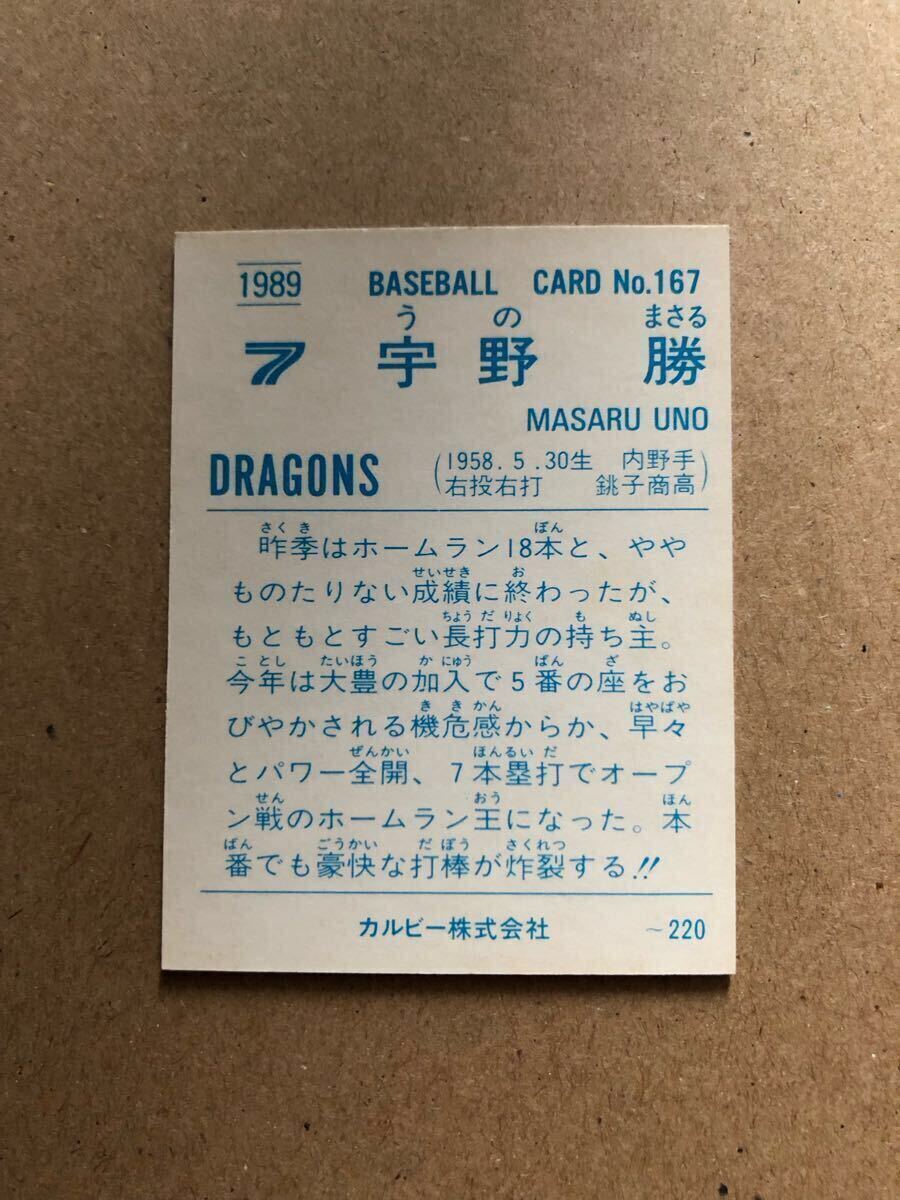 1989 BASEBALL CARD No.167
うの まさる
7 宇野 勝
MASARU UNO
DRAGONS (1958.5.30生 内野手
右投右打 銚子商高)
さくき ぼん
昨季はホームラン18本と、やや
せいせき お
ものたりない成績に終わったが、
ちょうだりょく も ぬし
もともとすごい長打力の持ち主。
ことし たいほう かにゅう ばん ざ
今年は大豊の加入で5番の座をお
ききかん はやばや
びやかされる機危感からか、早々
ぜんかい ほんるいだ
とパワー全開、7本塁打でオープ
せん おう ほん
ン戦のホームラン王になった。本
ばん ごうかい だぼう さくれつ
番でも豪快な打棒が炸裂する!!
カルビー株式会社 ~220